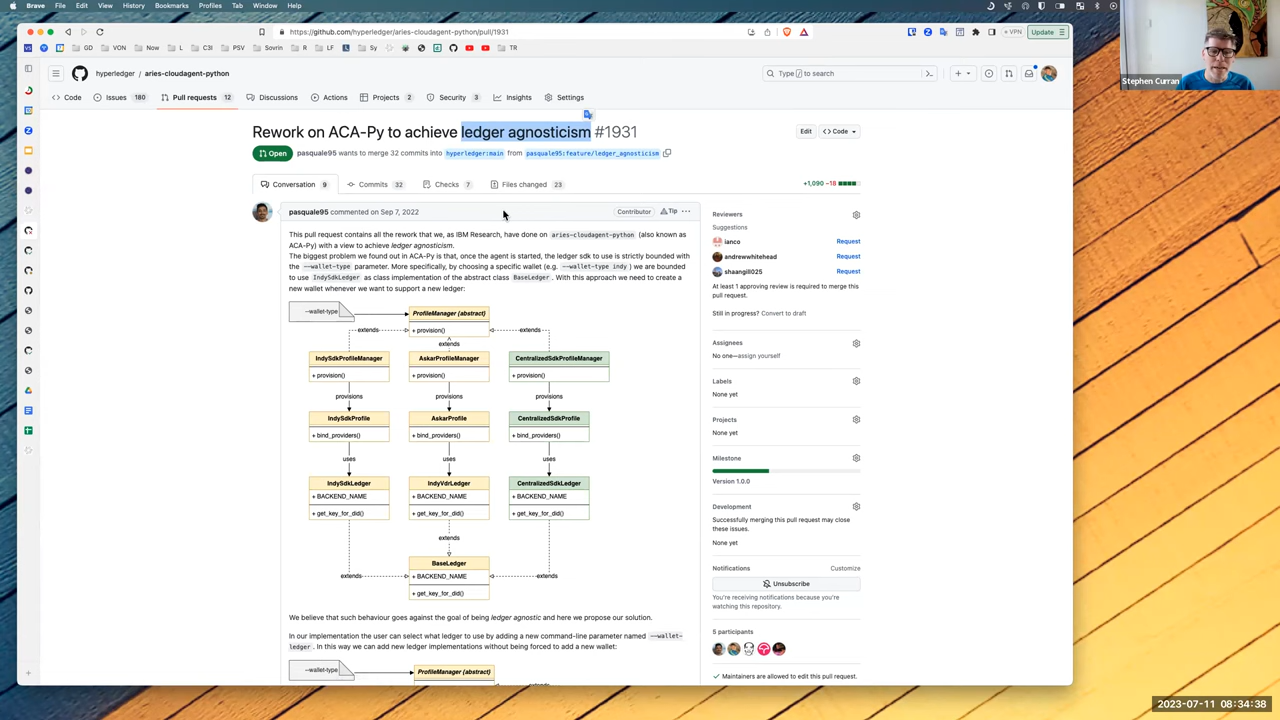 Brave File Edit View History Bookmarks Profiles Tab Window Help
https://github.com/hyperledger/aries-cloudagent-python/pull/1931
VPN Update
GD VON Now L C3I PSV Sovrin R LF Sy TR
hyperledger / aries-cloudagent-python
Type / to search
Stephen Curran
Code Issues 180 Pull requests 12 Discussions Actions Projects 2 Security 3 Insights Settings
Rework on ACA-Py to achieve ledger agnosticism #1931
Edit Code
Open pasquale95 wants to merge 32 commits into hyperledger:main from pasquale95:feature/ledger_agnosticism
Conversation 9 Commits 32 Checks 7 Files changed 23 +1,090 −18
pasquale95 commented on Sep 7, 2022 Contributor Tip
This pull request contains all the rework that we, as IBM Research, have done on aries-cloudagent-python (also known as
ACA-Py) with a view to achieve ledger agnosticism.
The biggest problem we found out in ACA-Py is that, once the agent is started, the ledger sdk to use is strictly bounded with
the --wallet-type parameter. More specifically, by choosing a specific wallet (e.g. --wallet-type indy) we are bounded
to use IndySdkLedger as class implementation of the abstract class BaseLedger. With this approach we need to create a
new wallet whenever we want to support a new ledger:
--wallet-type
ProfileManager {abstract}
+ provision()
extends extends
extends
IndySdkProfileManager AskarProfileManager CentralizedSdkProfileManager
+ provision() + provision() + provision()
provisions provisions provisions
IndySdkProfile AskarProfile CentralizedSdkProfile
+ bind_providers() + bind_providers() + bind_providers()
uses uses uses
IndySdkLedger IndyVdrLedger CentralizedSdkLedger
+ BACKEND_NAME + BACKEND_NAME + BACKEND_NAME
+ get_key_for_did() + get_key_for_did() + get_key_for_did()
extends
BaseLedger
extends + BACKEND_NAME extends
+ get_key_for_did()
We believe that such behaviour goes against the goal of being ledger agnostic and here we propose our solution.
In our implementation the user can select what ledger to use by adding a new command-line parameter named --wallet-
ledger. In this way we can add new ledger implementations without being forced to add a new wallet:
--wallet-type
ProfileManager {abstract}
Reviewers
Suggestions
ianco Request
andrewwhitehead Request
shaangill025 Request
At least 1 approving review is required to merge this
pull request.
Still in progress? Convert to draft
Assignees
No one—assign yourself
Labels
None yet
Projects
None yet
Milestone
Version 1.0.0
Development
Successfully merging this pull request may close
these issues.
None yet
Notifications Customize
Unsubscribe
You're receiving notifications because you're
watching this repository.
5 participants
Maintainers are allowed to edit this pull request.
2023-07-11 08:34:38